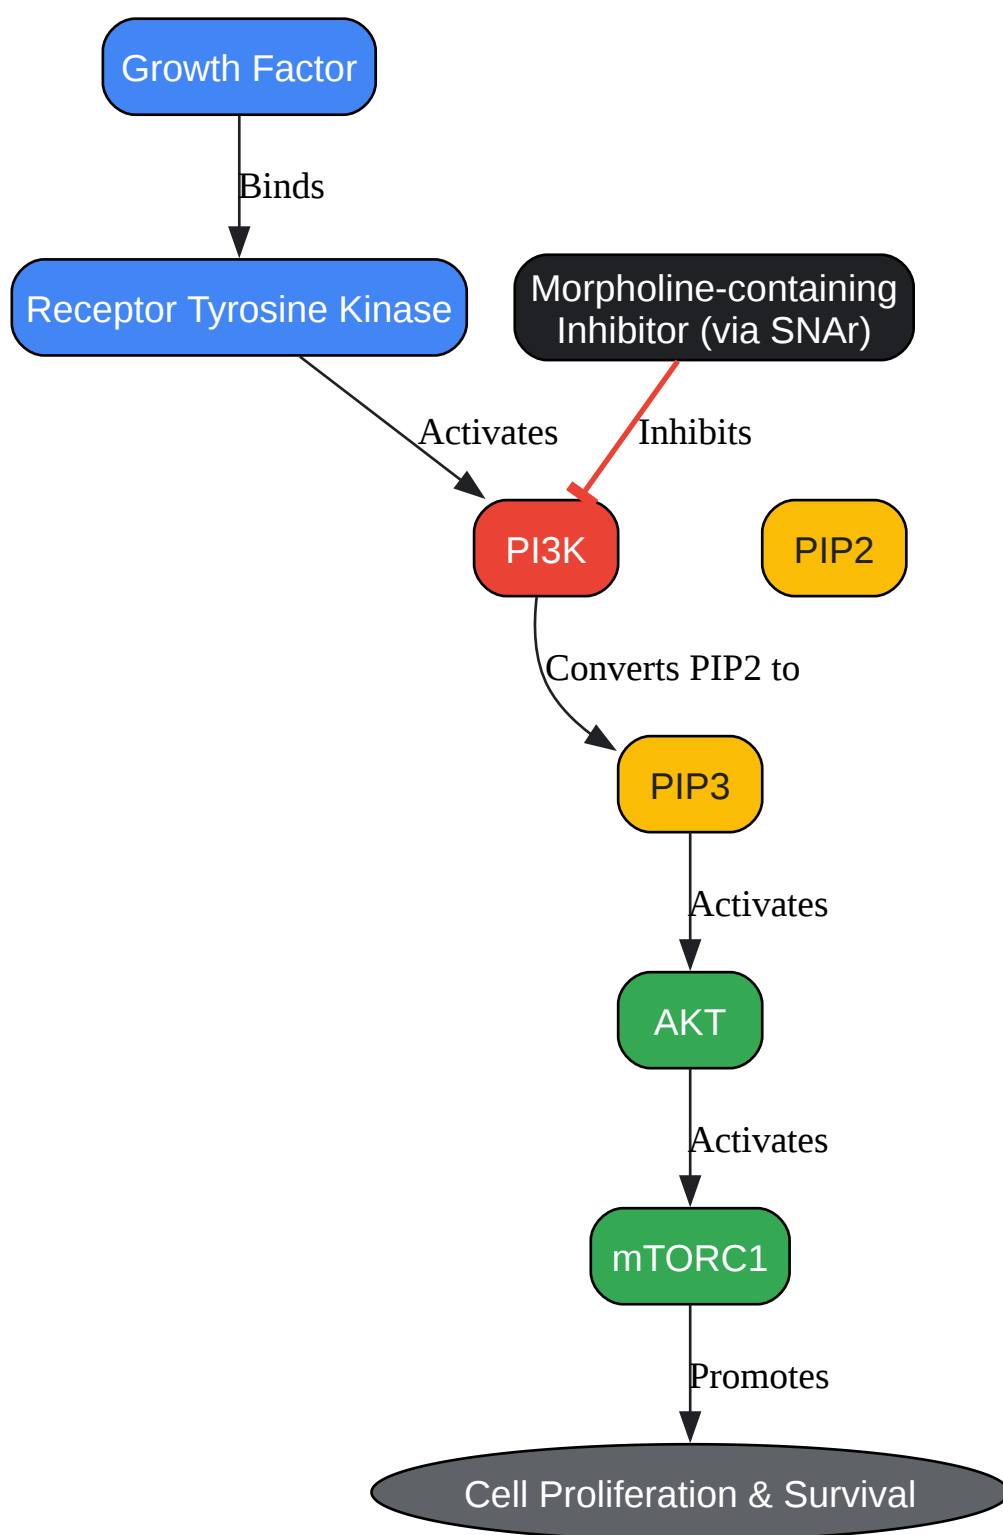 Growth Factor
Binds
Receptor Tyrosine Kinase
Morpholine-containing
Inhibitor (via SNAr)
Activates
Inhibits
PI3K
PIP2
Converts PIP2 to
PIP3
Activates
AKT
Activates
mTORC1
Promotes
Cell Proliferation & Survival